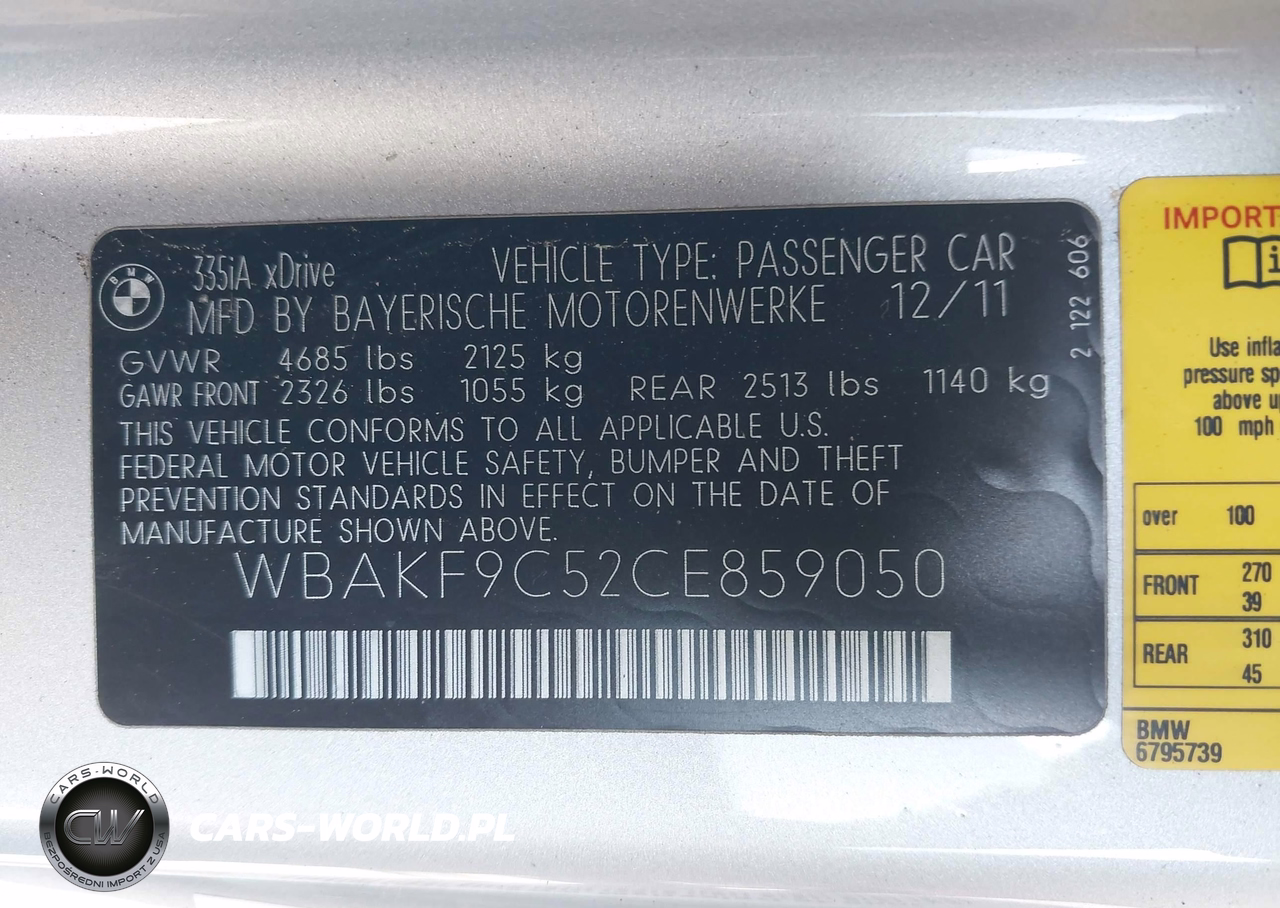 BMW
335iA xDrive
VEHICLE TYPE: PASSENGER CAR
MFD BY BAYERISCHE MOTORENWERKE 12/11
2 122 606
GVWR 4685 lbs 2125 kg
GAWR FRONT 2326 lbs 1055 kg REAR 2513 lbs 1140 kg
THIS VEHICLE CONFORMS TO ALL APPLICABLE U.S.
FEDERAL MOTOR VEHICLE SAFETY, BUMPER AND THEFT
PREVENTION STANDARDS IN EFFECT ON THE DATE OF
MANUFACTURE SHOWN ABOVE.
WBAKF9C52CE859050
IMPORT
i
Use infla
pressure spe
above up
100 mph
over 100
FRONT 270
39
REAR 310
45
BMW
6795739
CARS-WORLD
CW
BEZPOŚREDNI IMPORT Z USA
CARS-WORLD.PL